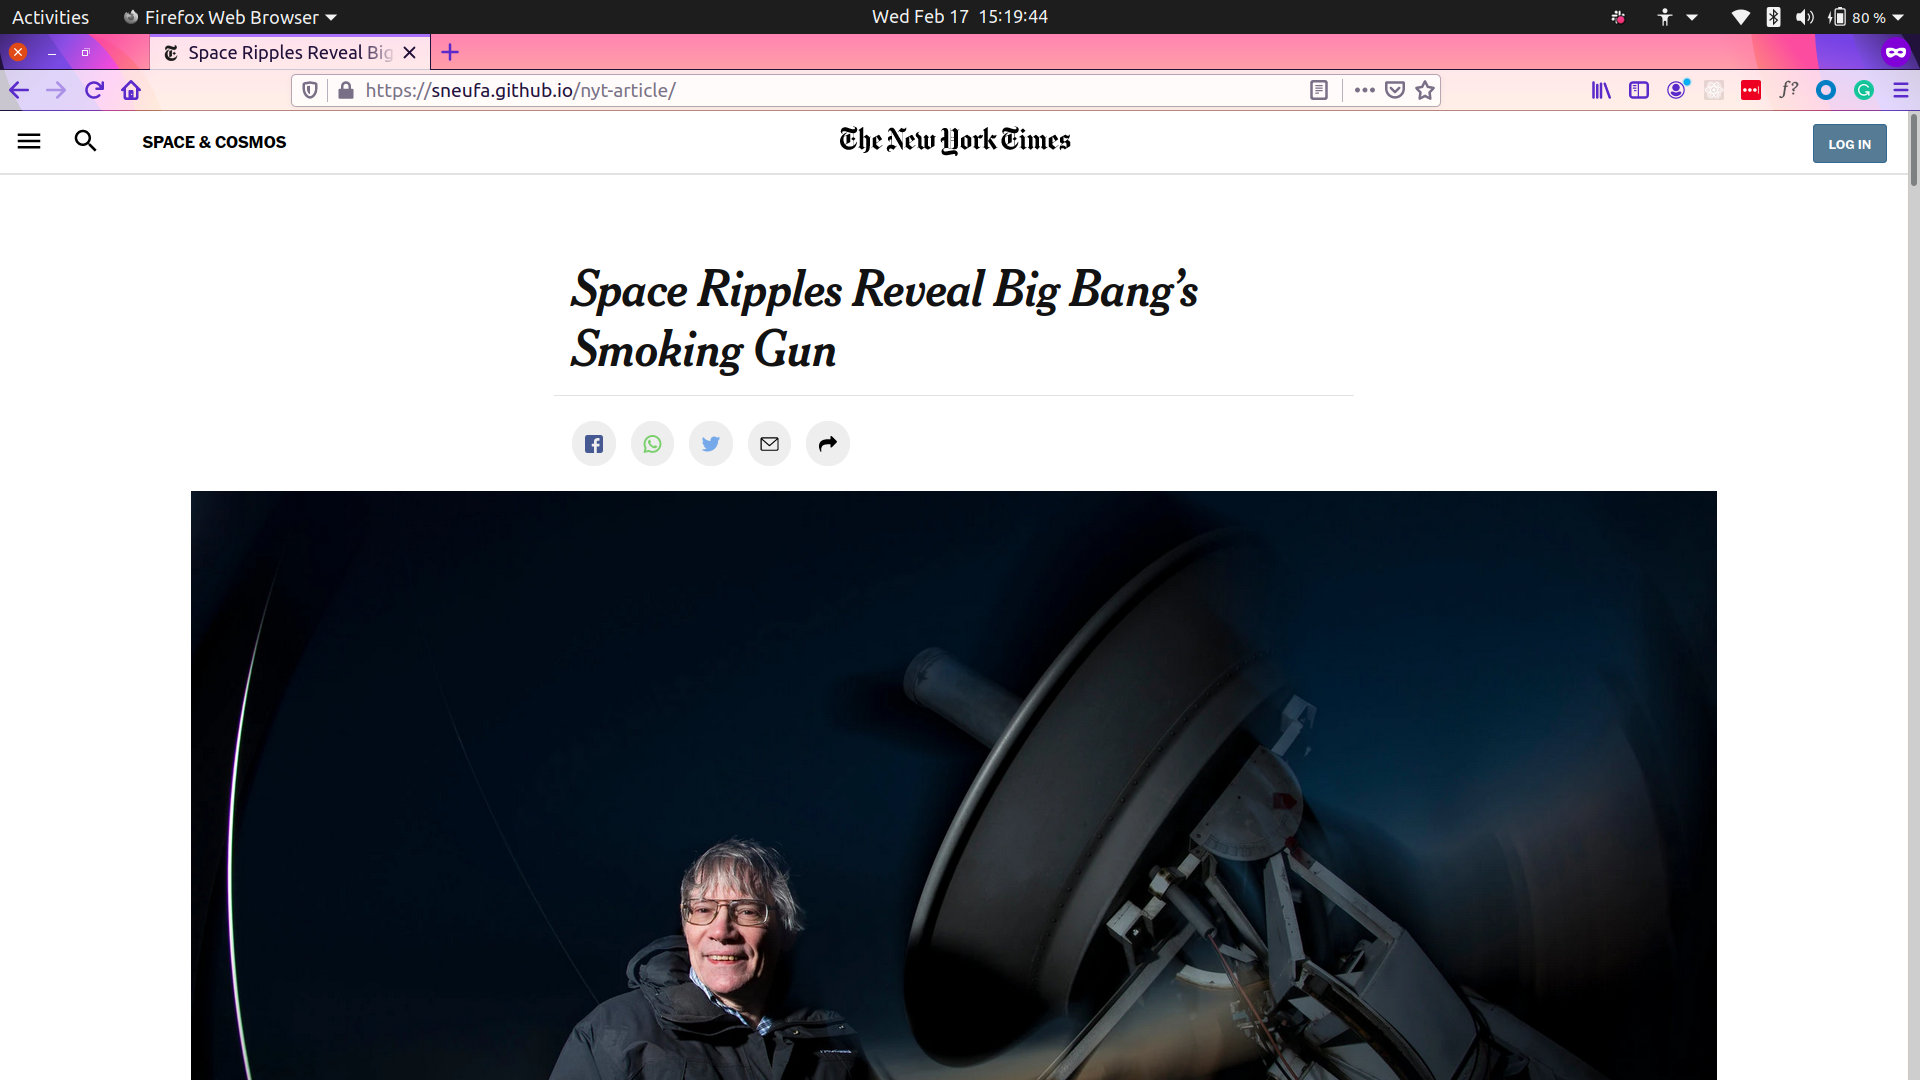 Activities
Firefox Web Browser
Wed Feb 17 15:19:44
80 %
Space Ripples Reveal Big
https://sneufa.github.io/nyt-article/
f?
SPACE & COSMOS
The New York Times
LOG IN
Space Ripples Reveal Big Bang’s
Smoking Gun